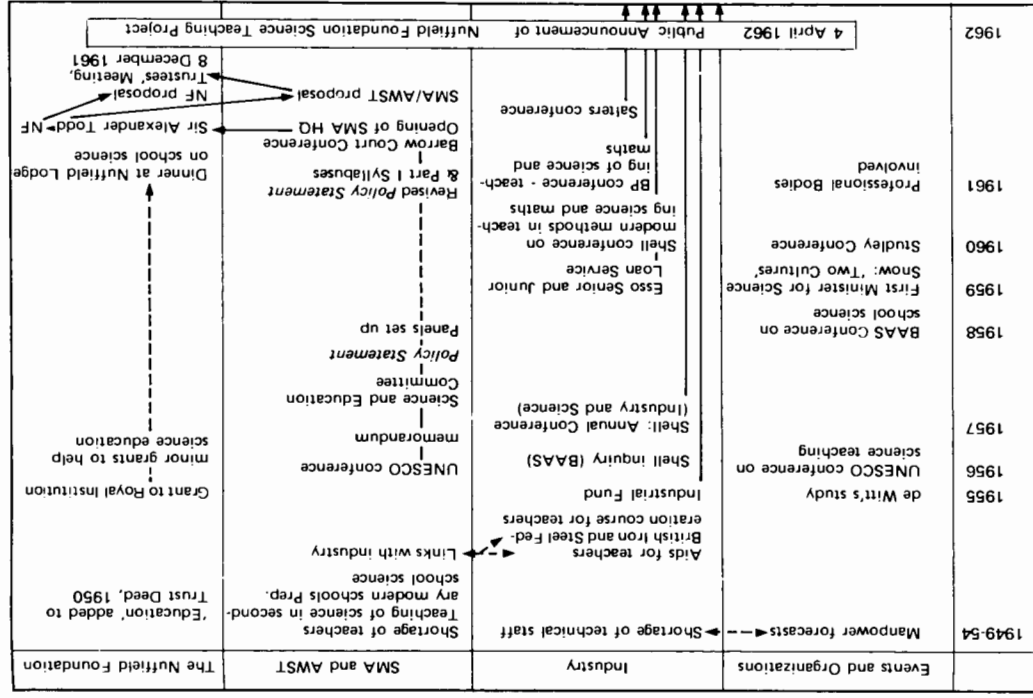 Events and Organizations
Industry
SMA and AWST
The Nuffield Foundation
1949-54
Manpower forecasts
Shortage of technical staff
Shortage of teachers
Teaching of science in second-
ary modern schools Prep.
school science
'Education' added to
Trust Deed, 1950
Aids for teachers
British Iron and Steel Fed-
eration course for teachers
Links with industry
1955
de Witt's study
Industrial Fund
Grant to Royal Institution
1956
UNESCO conference on
science teaching
Shell inquiry (BAAS)
UNESCO conference
memorandum
minor grants to help
science education
1957
Shell: Annual Conference
(Industry and Science)
Science and Education
Committee
1958
BAAS Conference on
school science
Policy Statement
Panels set up
1959
First Minister for Science
Snow: 'Two Cultures'
Esso Senior and Junior
Loan Service
1960
Studley Conference
Shell conference on
modern methods in teach-
ing science and maths
1961
Professional Bodies
involved
BP conference - teach-
ing of science and
maths
Revised Policy Statement
& Part I Syllabuses
Barrow Court Conference
Opening of SMA HQ
Dinner at Nuffield Lodge
on school science
Sir Alexander Todd NF
Salters conference
SMA/AWST proposal
NF proposal
Trustees' Meeting,
8 December 1961
1962
4 April 1962 Public Announcement of Nuffield Foundation Science Teaching Project